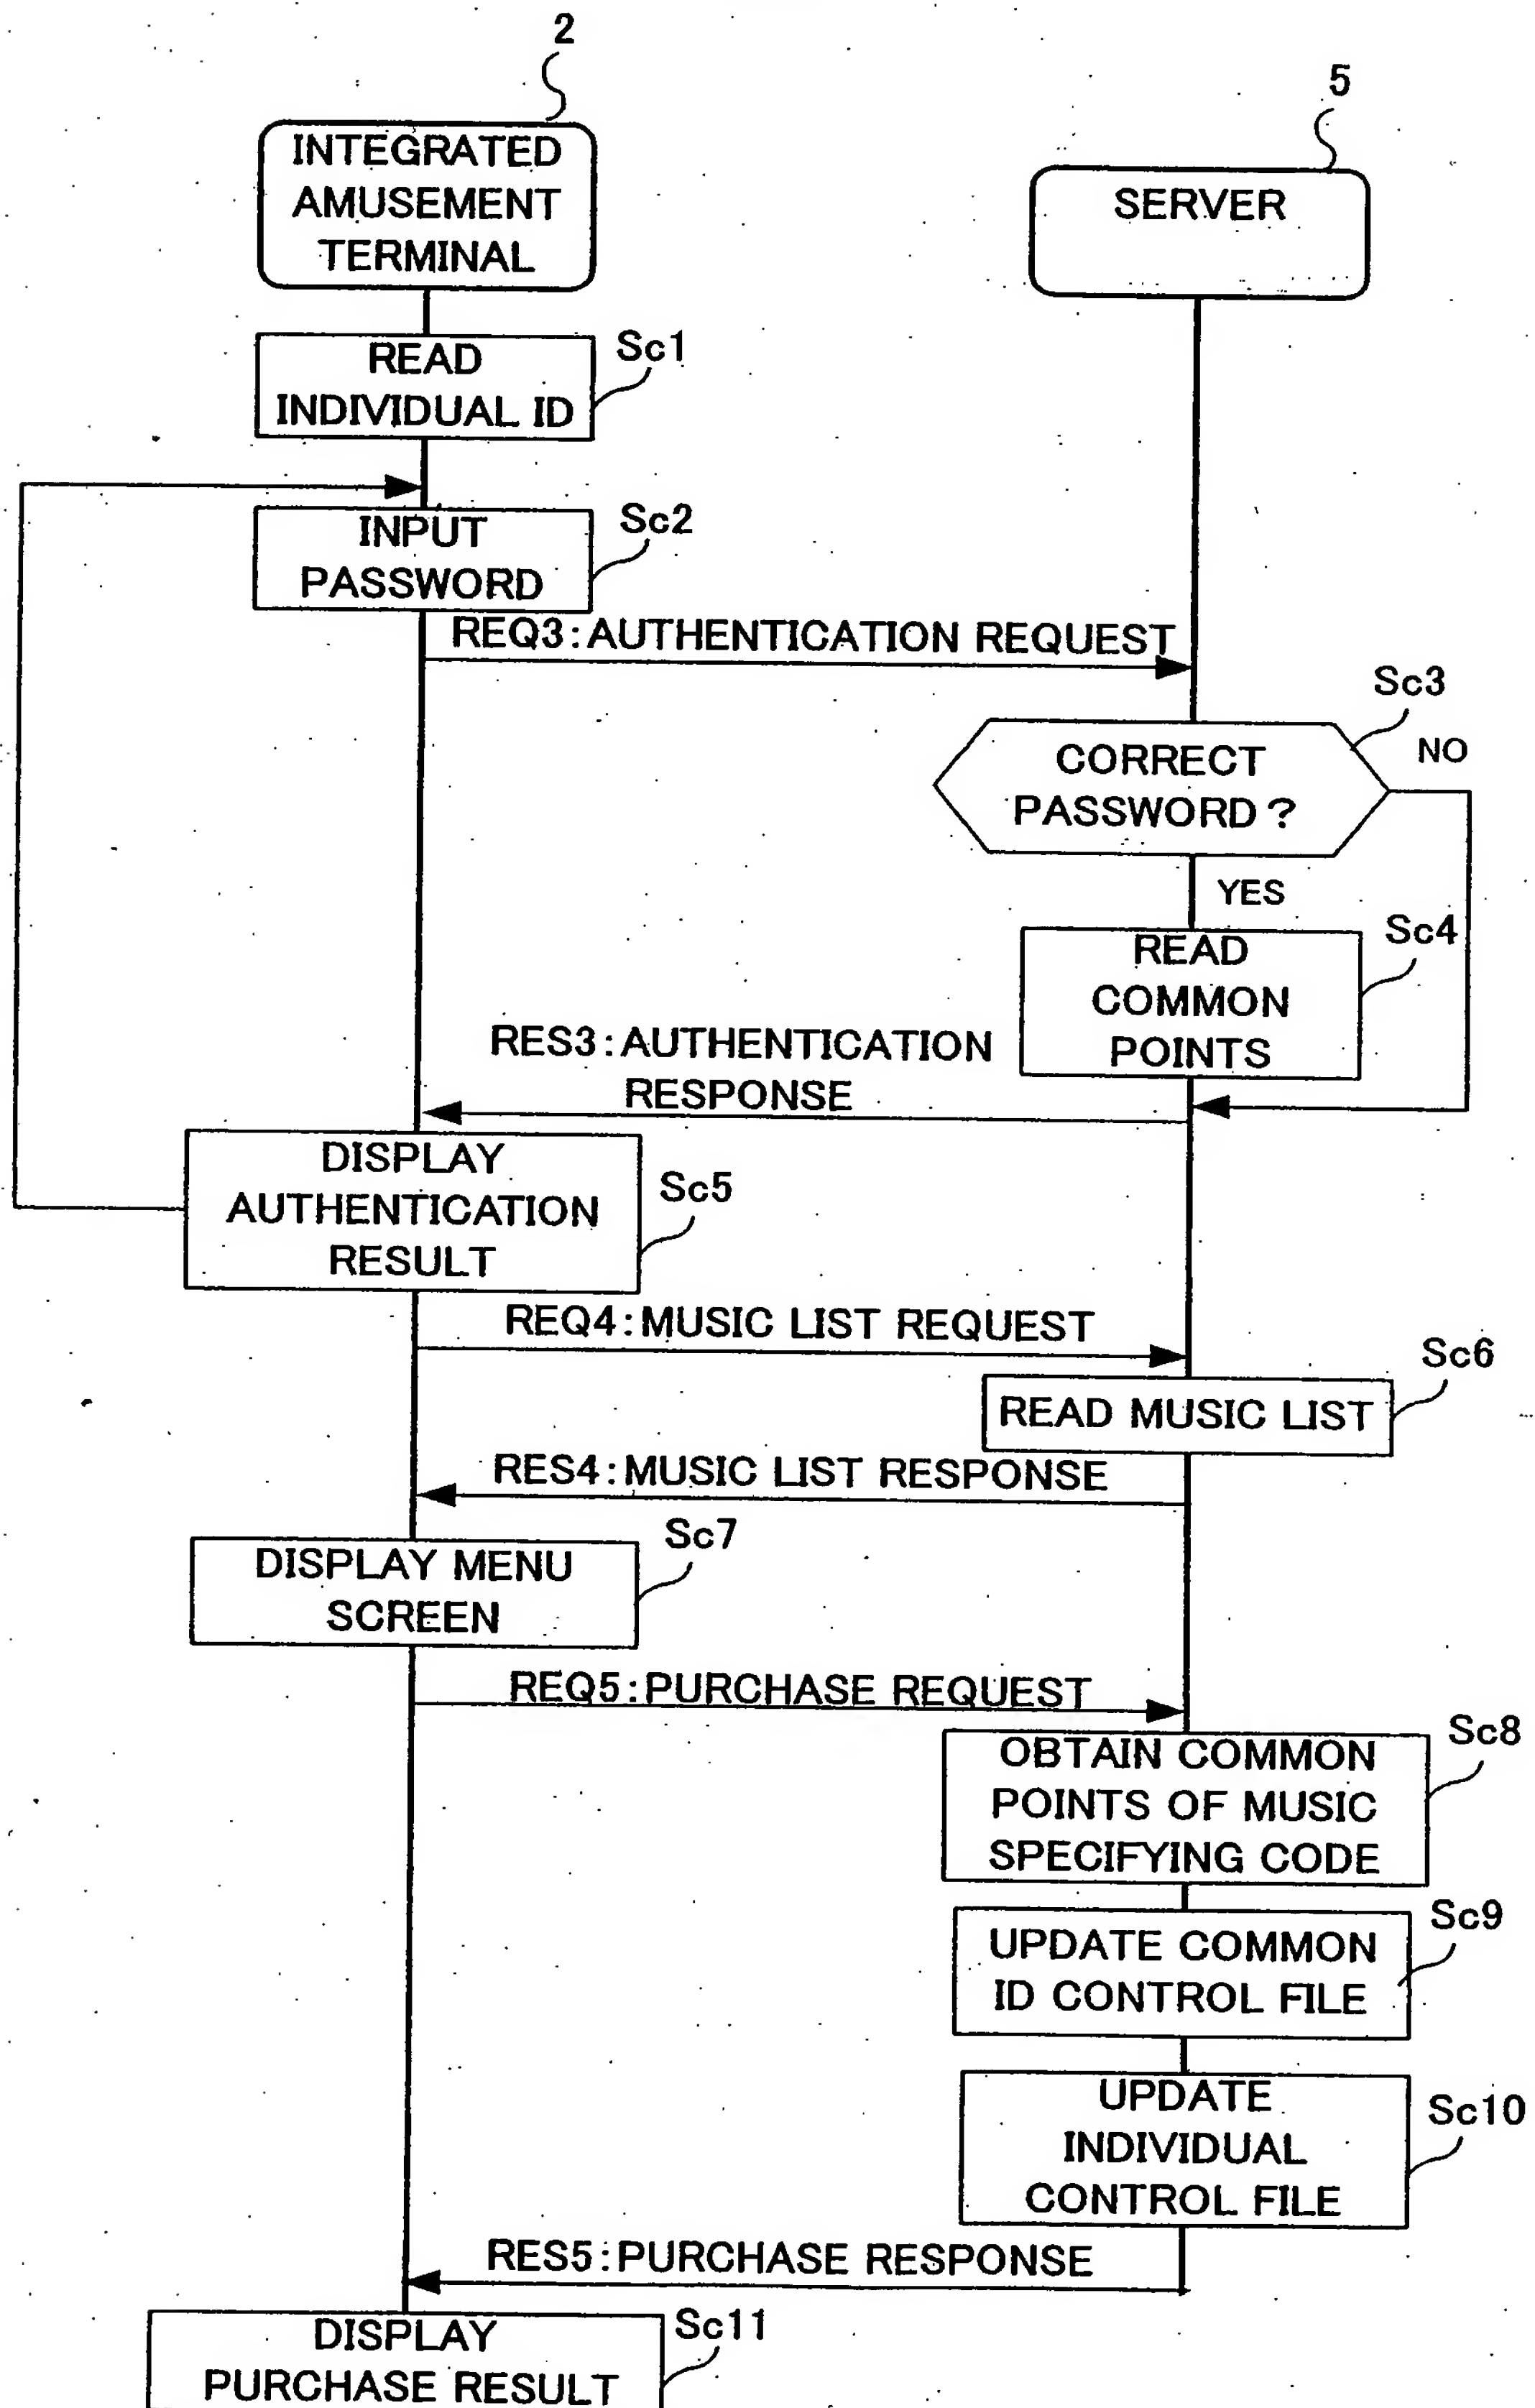 2
5
INTEGRATED
AMUSEMENT
TERMINAL
SERVER
READ
INDIVIDUAL ID
Sc1
INPUT
PASSWORD
Sc2
REQ3:AUTHENTICATION REQUEST
Sc3
CORRECT
PASSWORD?
NO
YES
READ
COMMON
POINTS
Sc4
RES3:AUTHENTICATION
RESPONSE
DISPLAY
AUTHENTICATION
RESULT
Sc5
REQ4:MUSIC LIST REQUEST
READ MUSIC LIST
Sc6
RES4:MUSIC LIST RESPONSE
DISPLAY MENU
SCREEN
Sc7
REQ5:PURCHASE REQUEST
OBTAIN COMMON
POINTS OF MUSIC
SPECIFYING CODE
Sc8
UPDATE COMMON
ID CONTROL FILE
Sc9
UPDATE
INDIVIDUAL
CONTROL FILE
Sc10
RES5:PURCHASE RESPONSE
DISPLAY
PURCHASE RESULT
Sc11